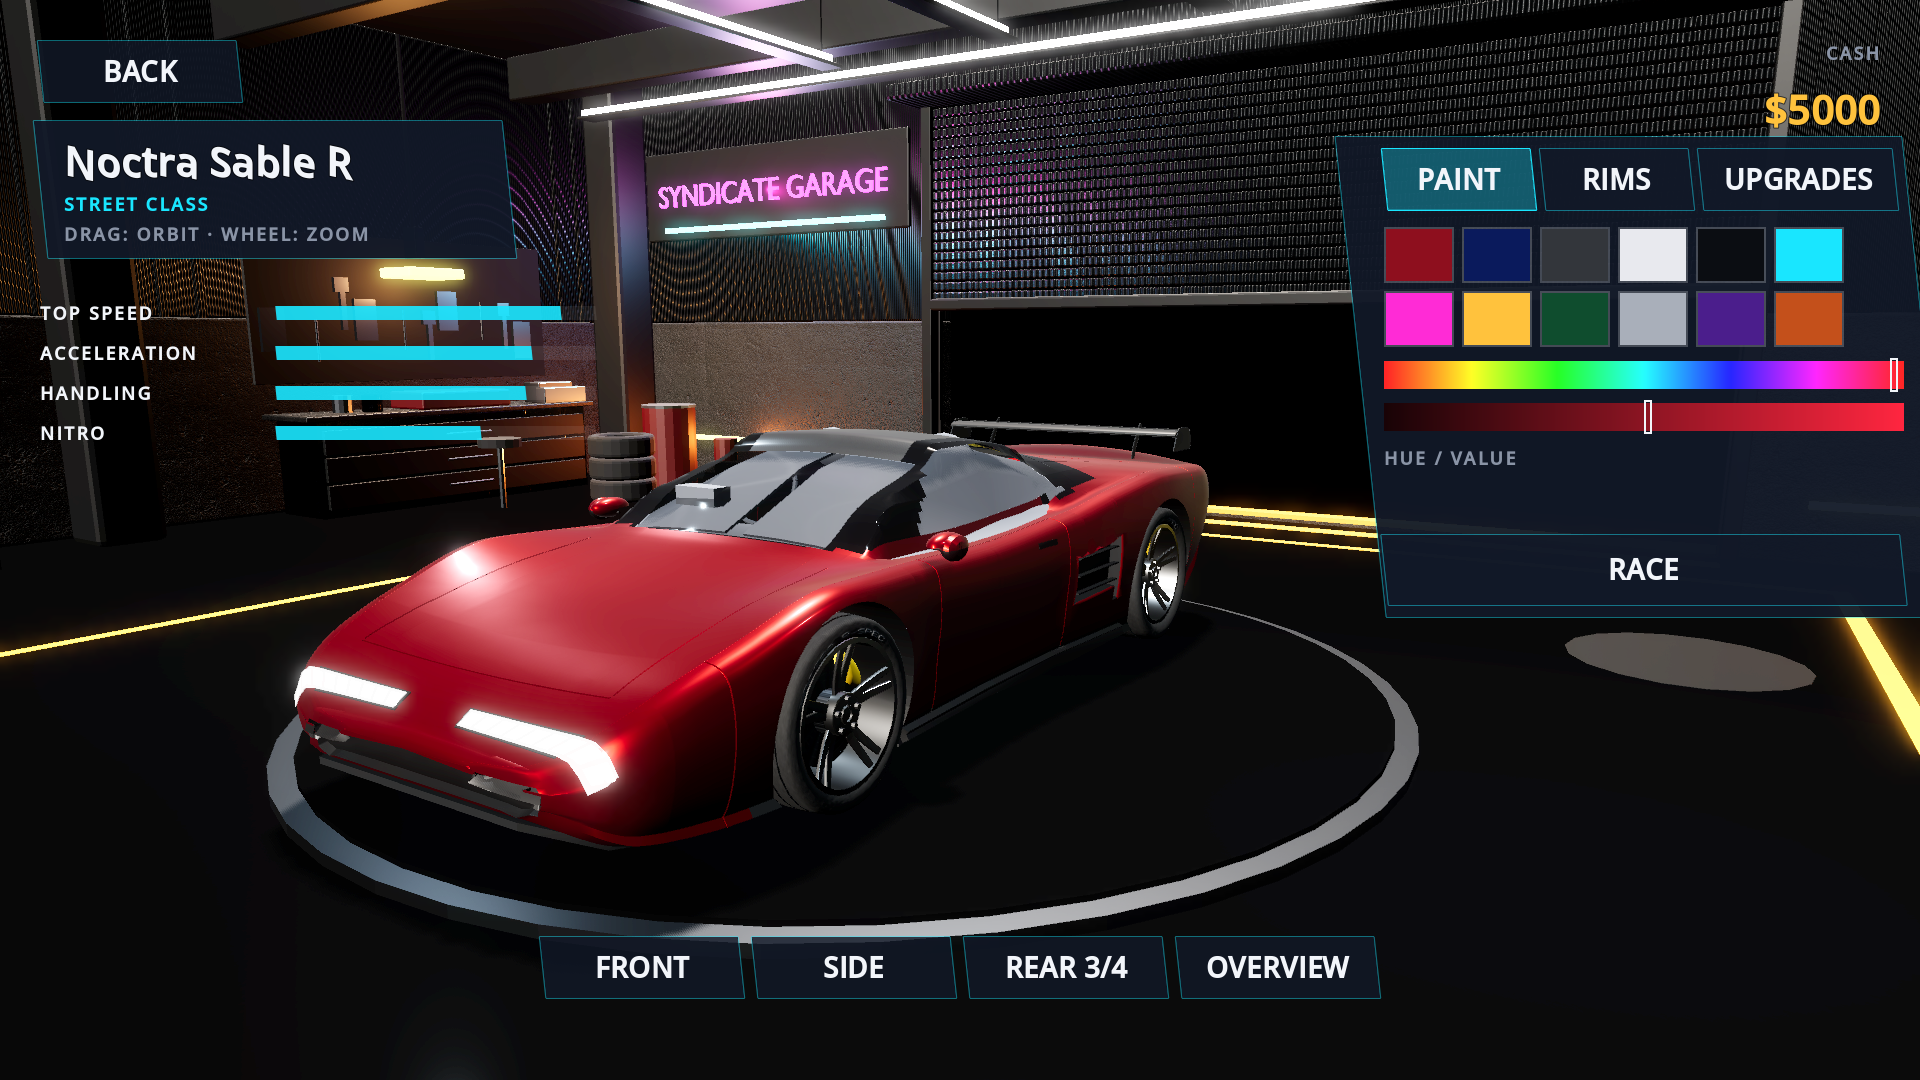 BACK
Noctra Sable R
STREET CLASS
DRAG: ORBIT · WHEEL: ZOOM
TOP SPEED
ACCELERATION
HANDLING
NITRO
SYNDICATE GARAGE
CASH
$5000
PAINT
RIMS
UPGRADES
HUE / VALUE
RACE
FRONT
SIDE
REAR 3/4
OVERVIEW